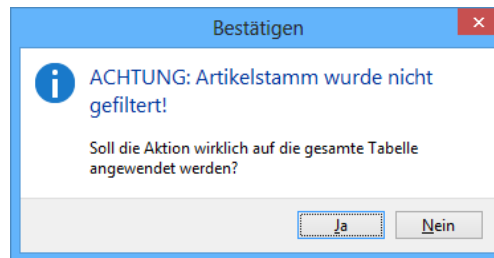 Bestätigen
ACHTUNG: Artikelstamm wurde nicht
gefiltert!
Soll die Aktion wirklich auf die gesamte Tabelle
angewendet werden?
Ja
Nein